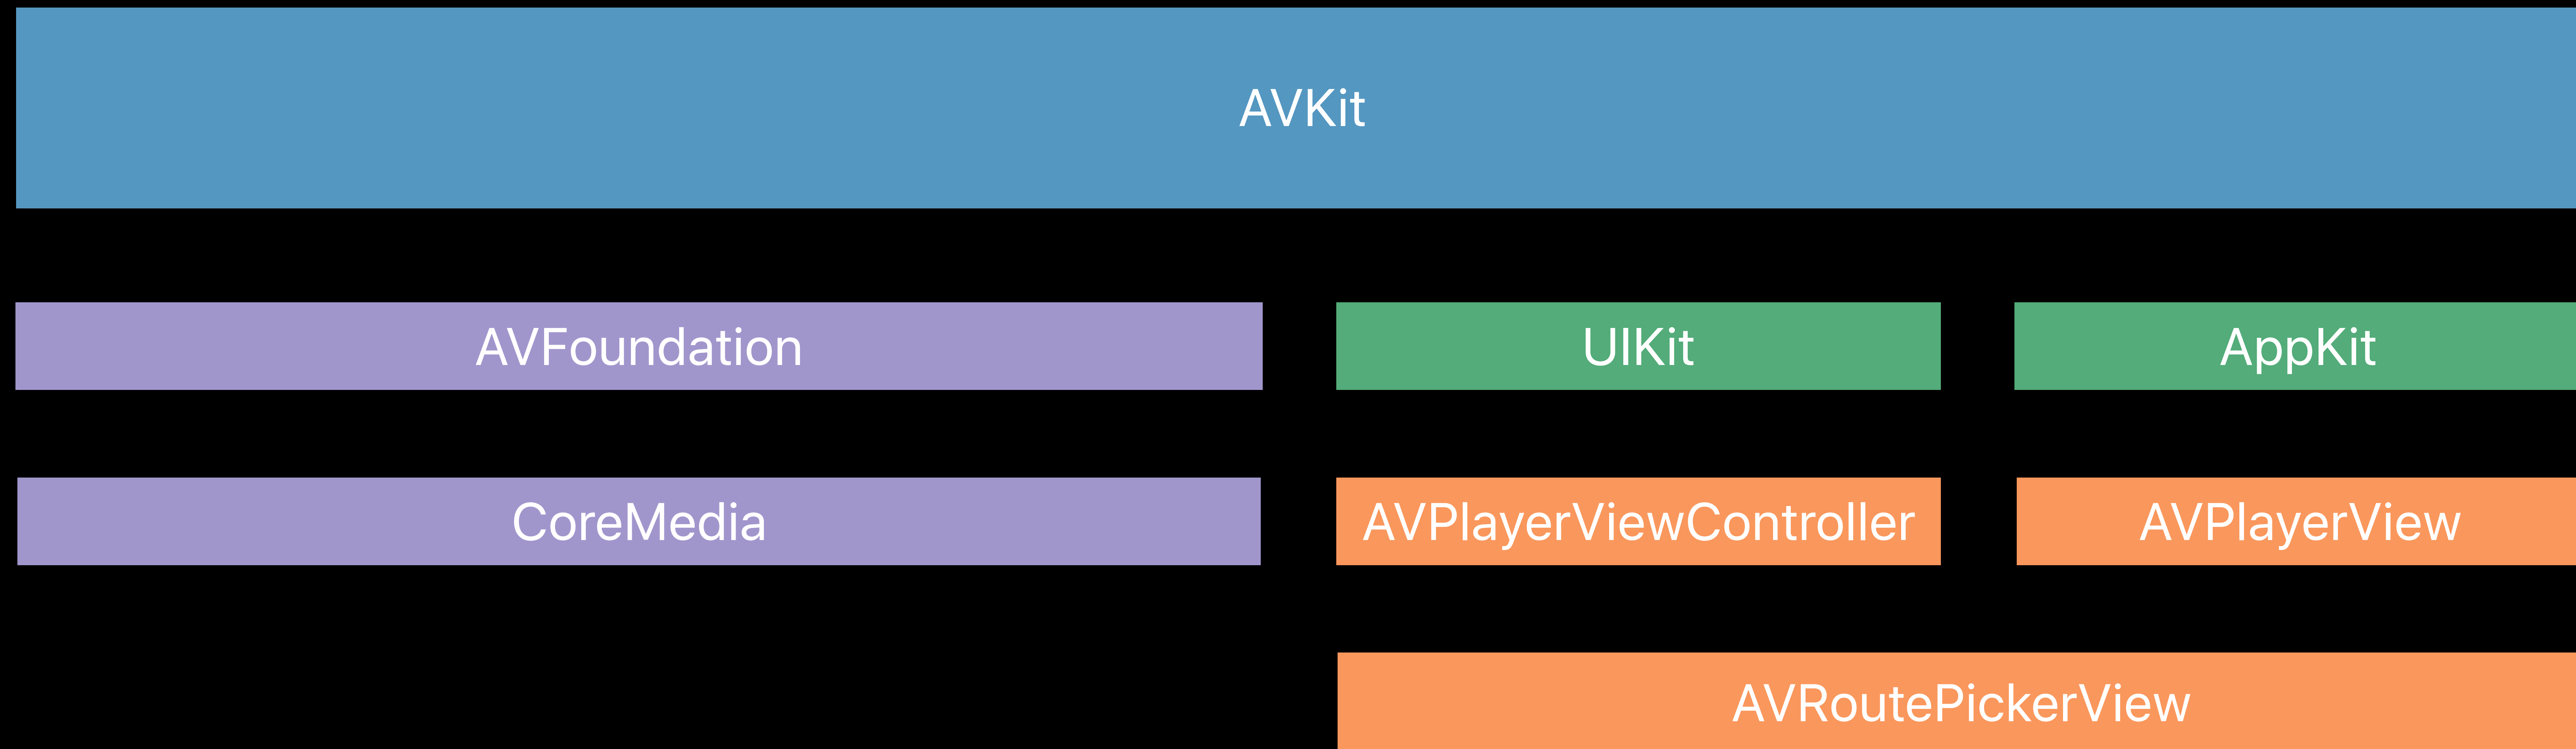 AVKit
AVFoundation
UIKit
AppKit
CoreMedia
AVPlayerViewController
AVPlayerView
AVRoutePickerView